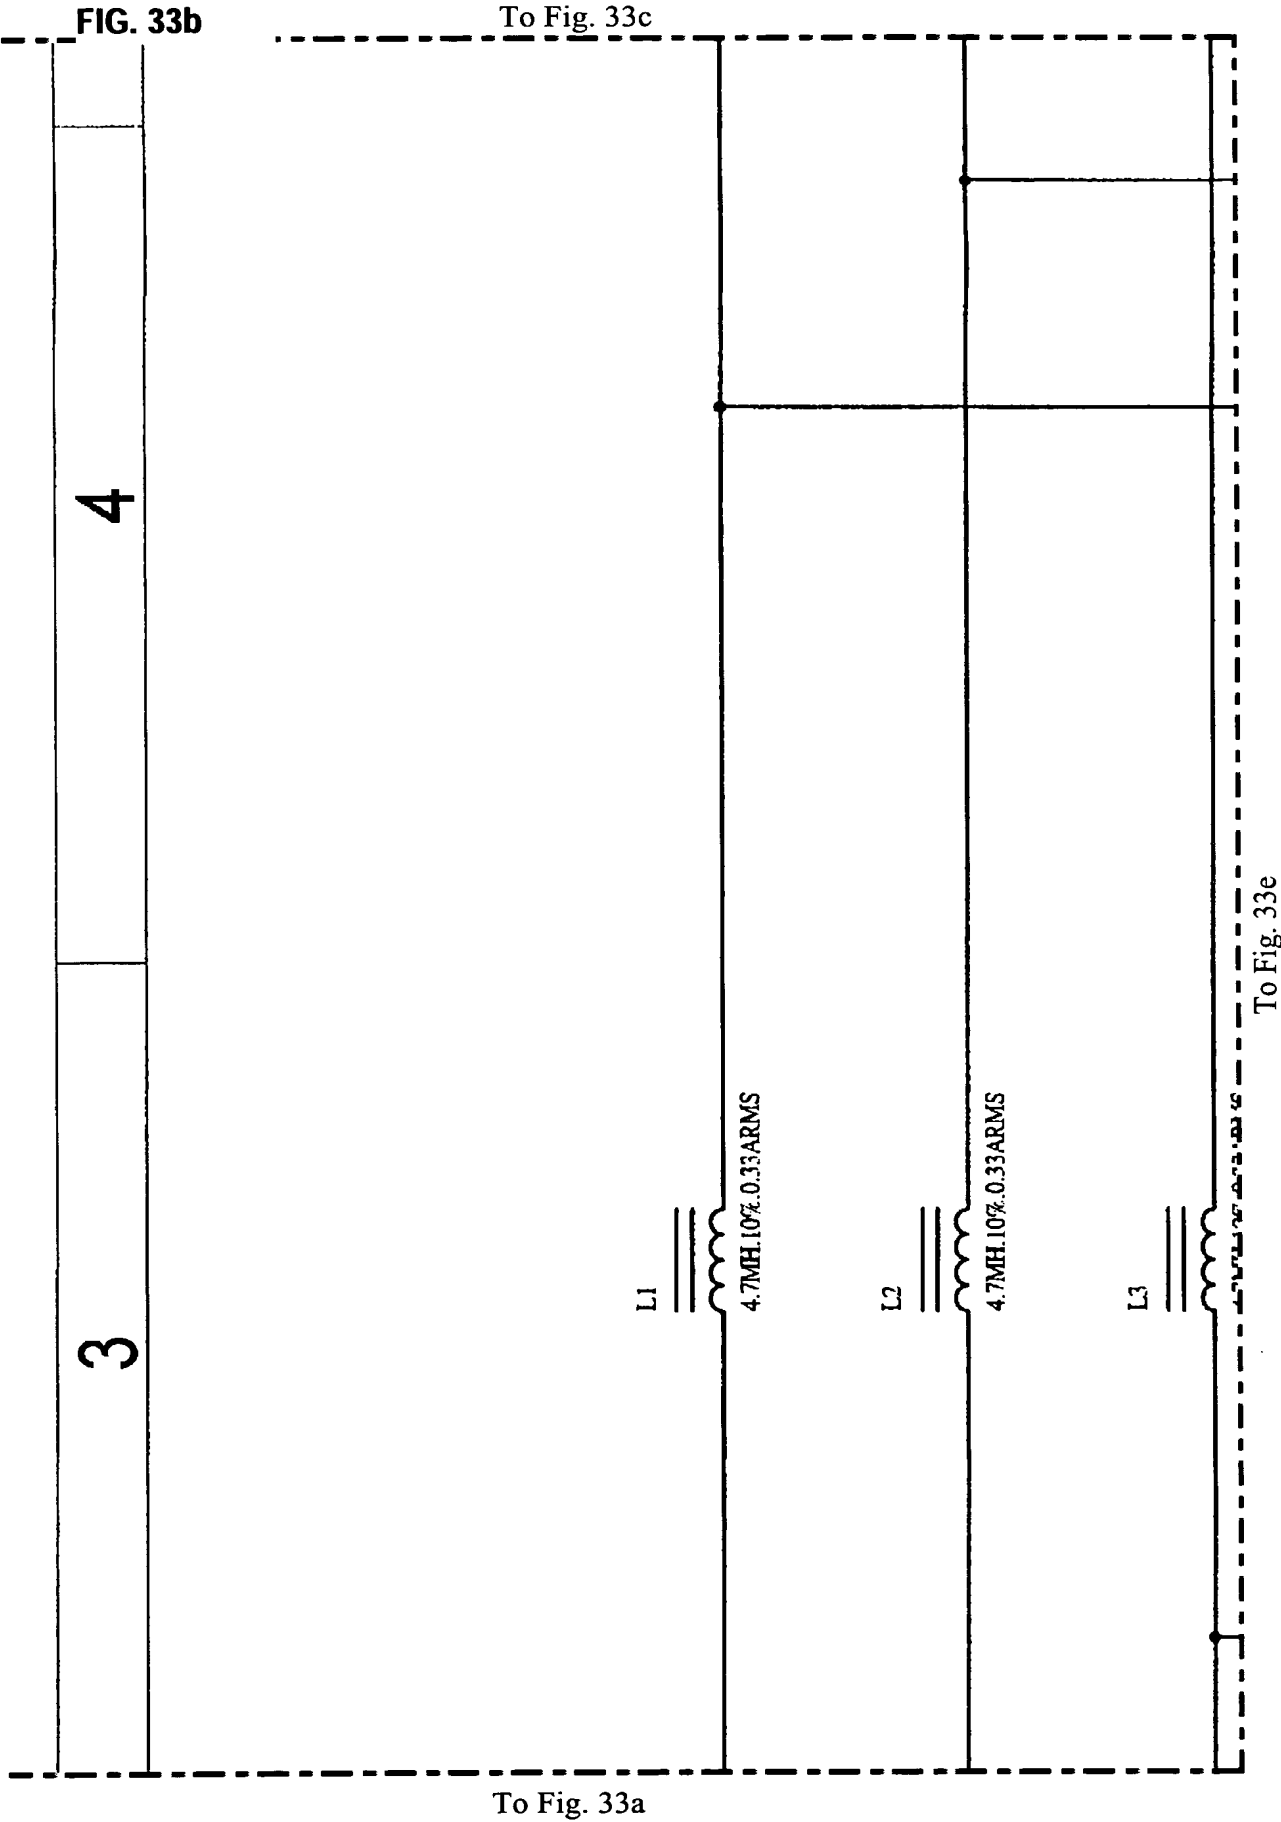 FIG. 33b
To Fig. 33c
4
3
L1
4.7MH.10%.0.33ARMS
L2
4.7MH.10%.0.33ARMS
L3
To Fig. 33e
To Fig. 33a